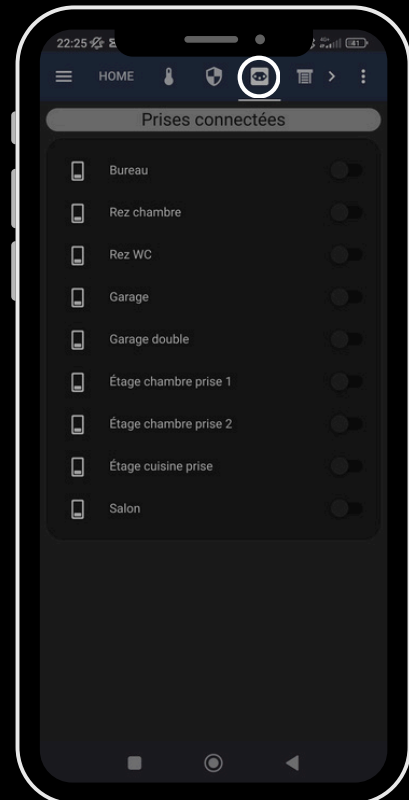 22:25
41
HOME
Prises connectées
Bureau
Rez chambre
Rez WC
Garage
Garage double
Étage chambre prise 1
Étage chambre prise 2
Étage cuisine prise
Salon